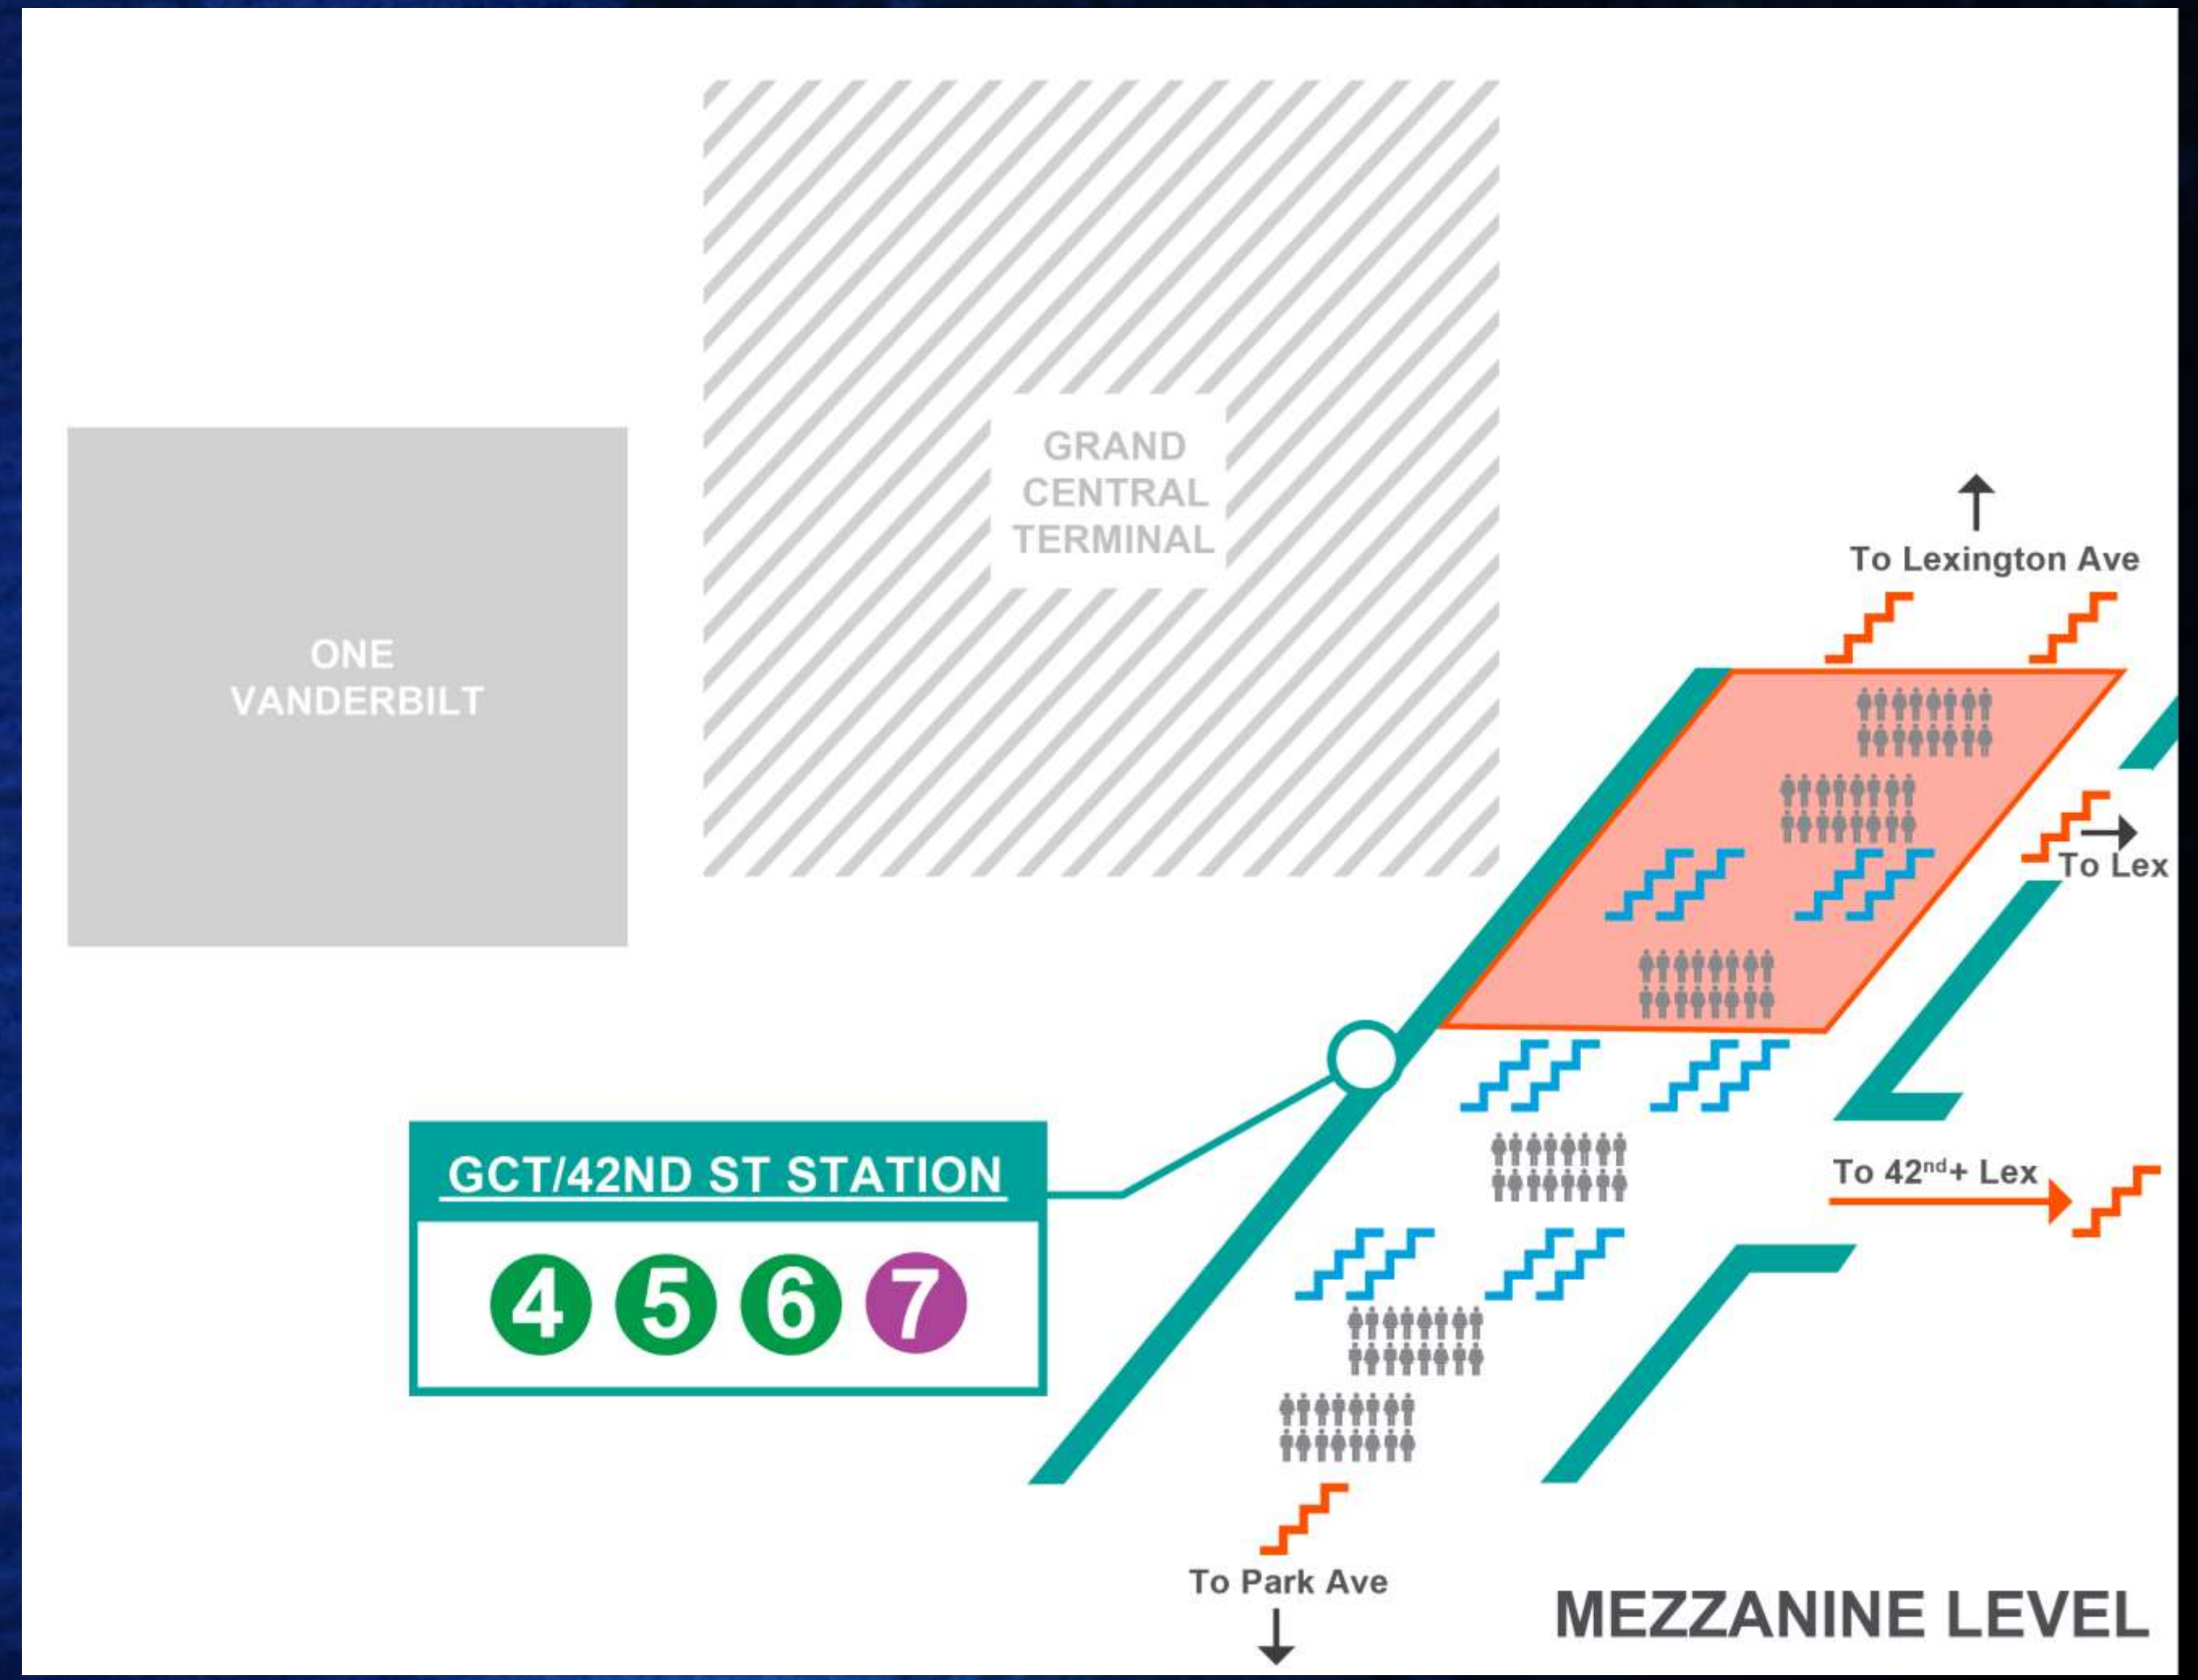 GRAND
CENTRAL
TERMINAL
ONE
VANDERBILT
To Lexington Ave
To Lex
GCT/42ND ST STATION
4 5 6 7
To 42nd+ Lex
To Park Ave
MEZZANINE LEVEL